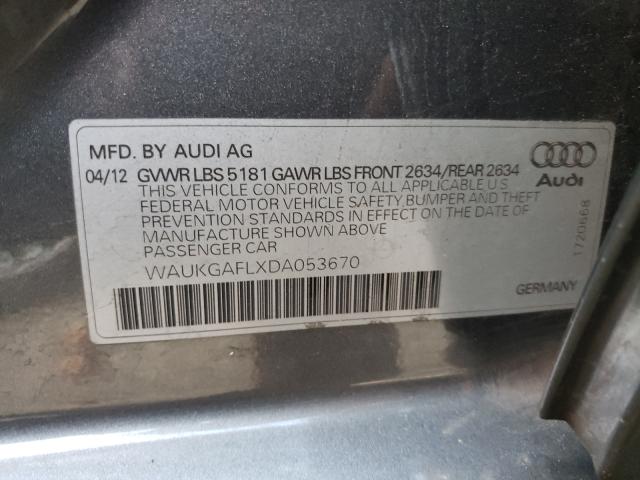 MFD. BY AUDI AG
04/12 GVWR LBS 5181 GAWR LBS FRONT 2634/REAR 2634
THIS VEHICLE CONFORMS TO ALL APPLICABLE U.S
FEDERAL MOTOR VEHICLE SAFETY, BUMPER AND THEFT
PREVENTION STANDARDS IN EFFECT ON THE DATE OF
MANUFACTURE SHOWN ABOVE
PASSENGER CAR
WAUKGAFLXDA053670
Audi
1720668
GERMANY